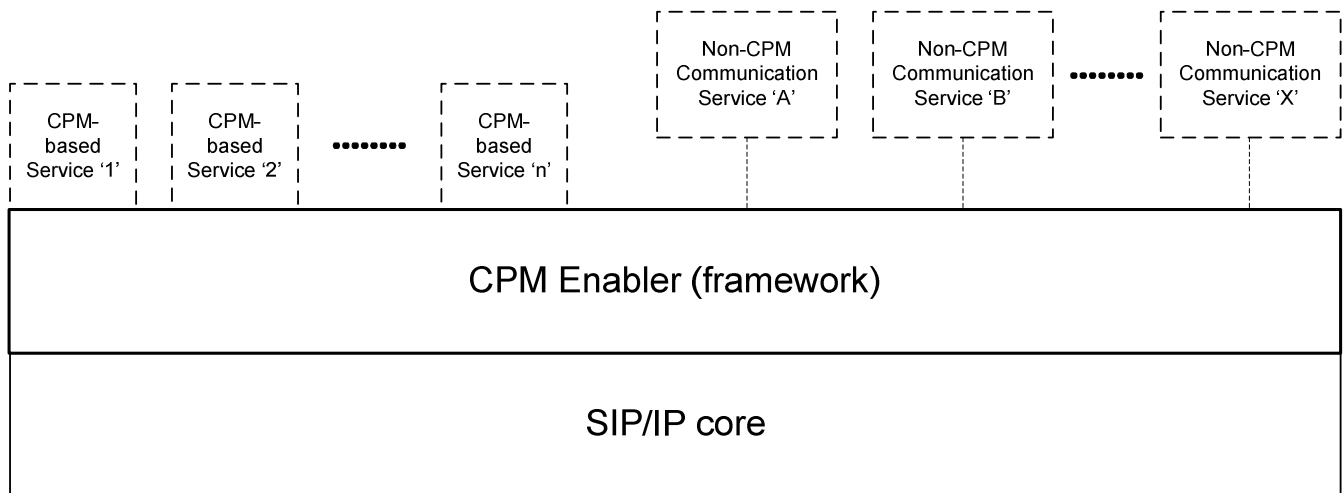 Non-CPM
Communication
Service ‘A’
Non-CPM
Communication
Service ‘B’
Non-CPM
Communication
Service ‘X’
CPM-
based
Service ‘1’
CPM-
based
Service ‘2’
CPM-
based
Service ‘n’
CPM Enabler (framework)
SIP/IP core